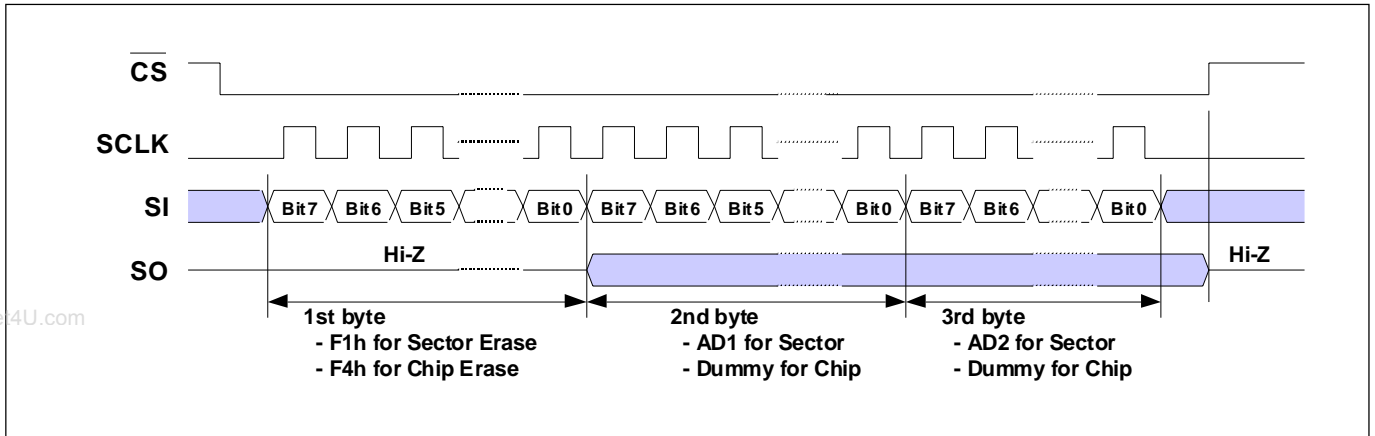 CS
SCLK
SI Bit7 Bit6 Bit5 Bit0 Bit7 Bit6 Bit5 Bit0 Bit7 Bit6 Bit0
SO Hi-Z Hi-Z
1st byte
- F1h for Sector Erase
- F4h for Chip Erase
2nd byte
- AD1 for Sector
- Dummy for Chip
3rd byte
- AD2 for Sector
- Dummy for Chip
et4U.com